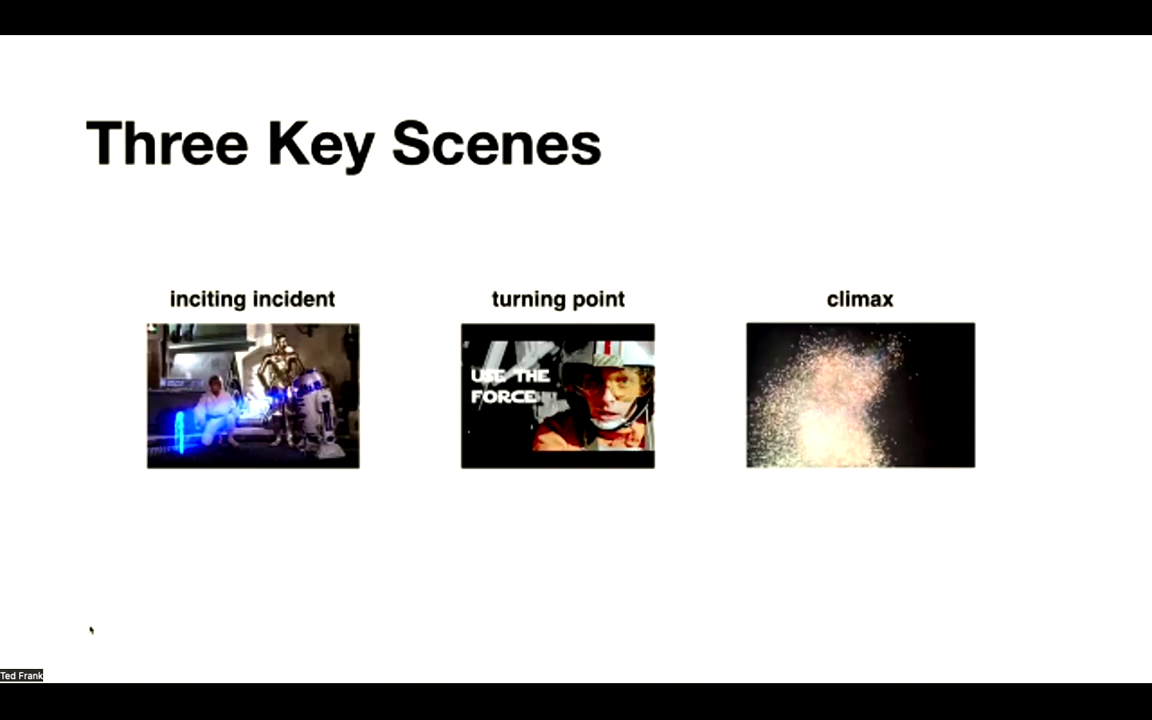 Three Key Scenes
inciting incident
turning point
climax
USE THE
FORCE
Ted Frank